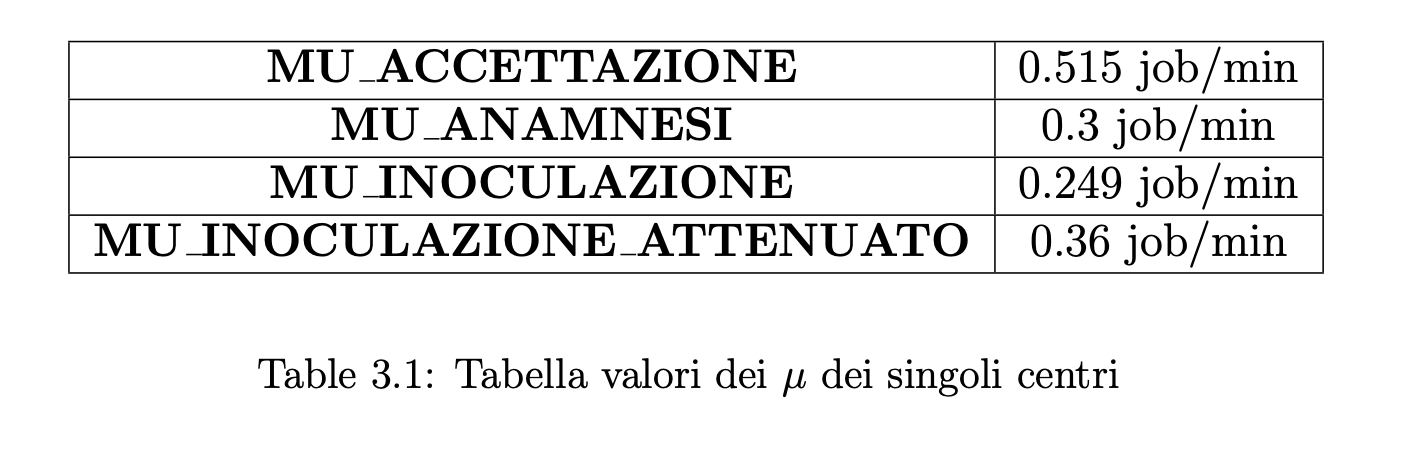 MU_ACCETTAZIONE 0.515 job/min
MU_ANAMNESI 0.3 job/min
MU_INOCULAZIONE 0.249 job/min
MU_INOCULAZIONE_ATTENUATO 0.36 job/min
Table 3.1: Tabella valori dei μ dei singoli centri